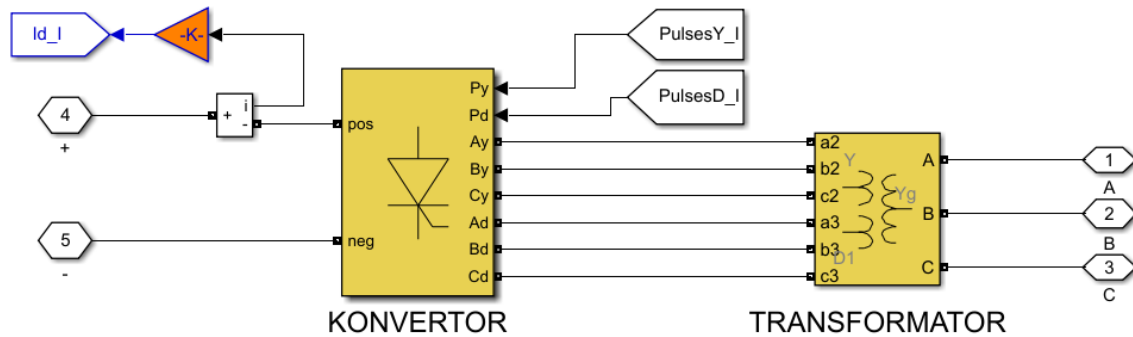 Id_I
-K-
PulsesY_I
PulsesD_I
4
+
+
i
-
pos
Py
Pd
Ay
By
Cy
Ad
Bd
Cd
neg
5
-
KONVERTOR
a2
b2
c2
a3
b3
c3
Y
Yg
D1
A
B
C
TRANSFORMATOR
1
A
2
B
3
C